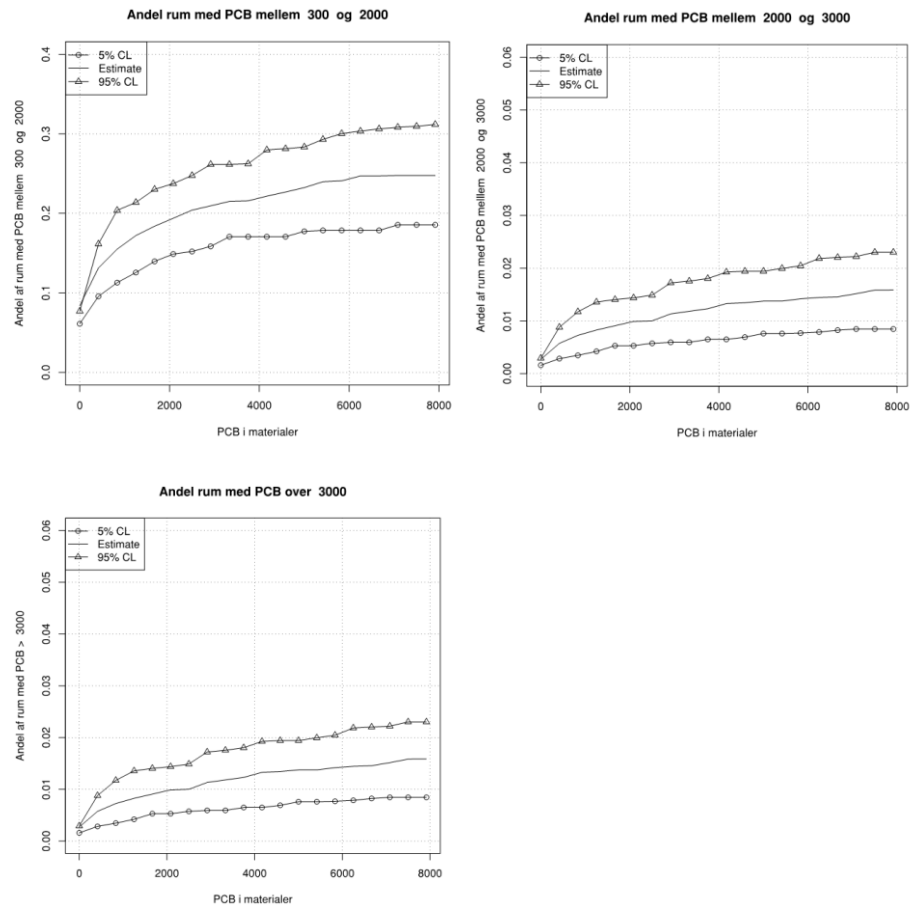 Andel rum med PCB mellem 300 og 2000
5% CL
Estimate
95% CL
Andel af rum med PCB mellem 300 og 2000
0.4
0.3
0.2
0.1
0.0
0 2000 4000 6000 8000
PCB i materialer
Andel rum med PCB mellem 2000 og 3000
5% CL
Estimate
95% CL
Andel af rum med PCB melllem 2000 og 3000
0.06
0.05
0.04
0.03
0.02
0.01
0.00
0 2000 4000 6000 8000
PCB i materialer
Andel rum med PCB over 3000
5% CL
Estimate
95% CL
Andel af rum med PCB > 3000
0.06
0.05
0.04
0.03
0.02
0.01
0.00
0 2000 4000 6000 8000
PCB i materialer